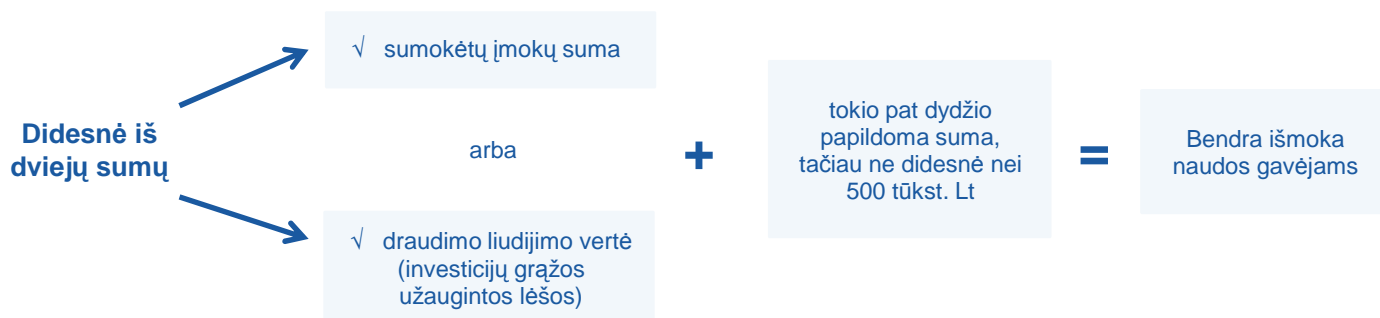 Didesnė iš
dviejų sumų
√ sumokėtų įmokų suma
arba
√ draudimo liudijimo vertė
(investicijų grąžos
užaugintos lėšos)
+
tokio pat dydžio
papildoma suma,
tačiau ne didesnė nei
500 tūkst. Lt
=
Bendra išmoka
naudos gavėjams